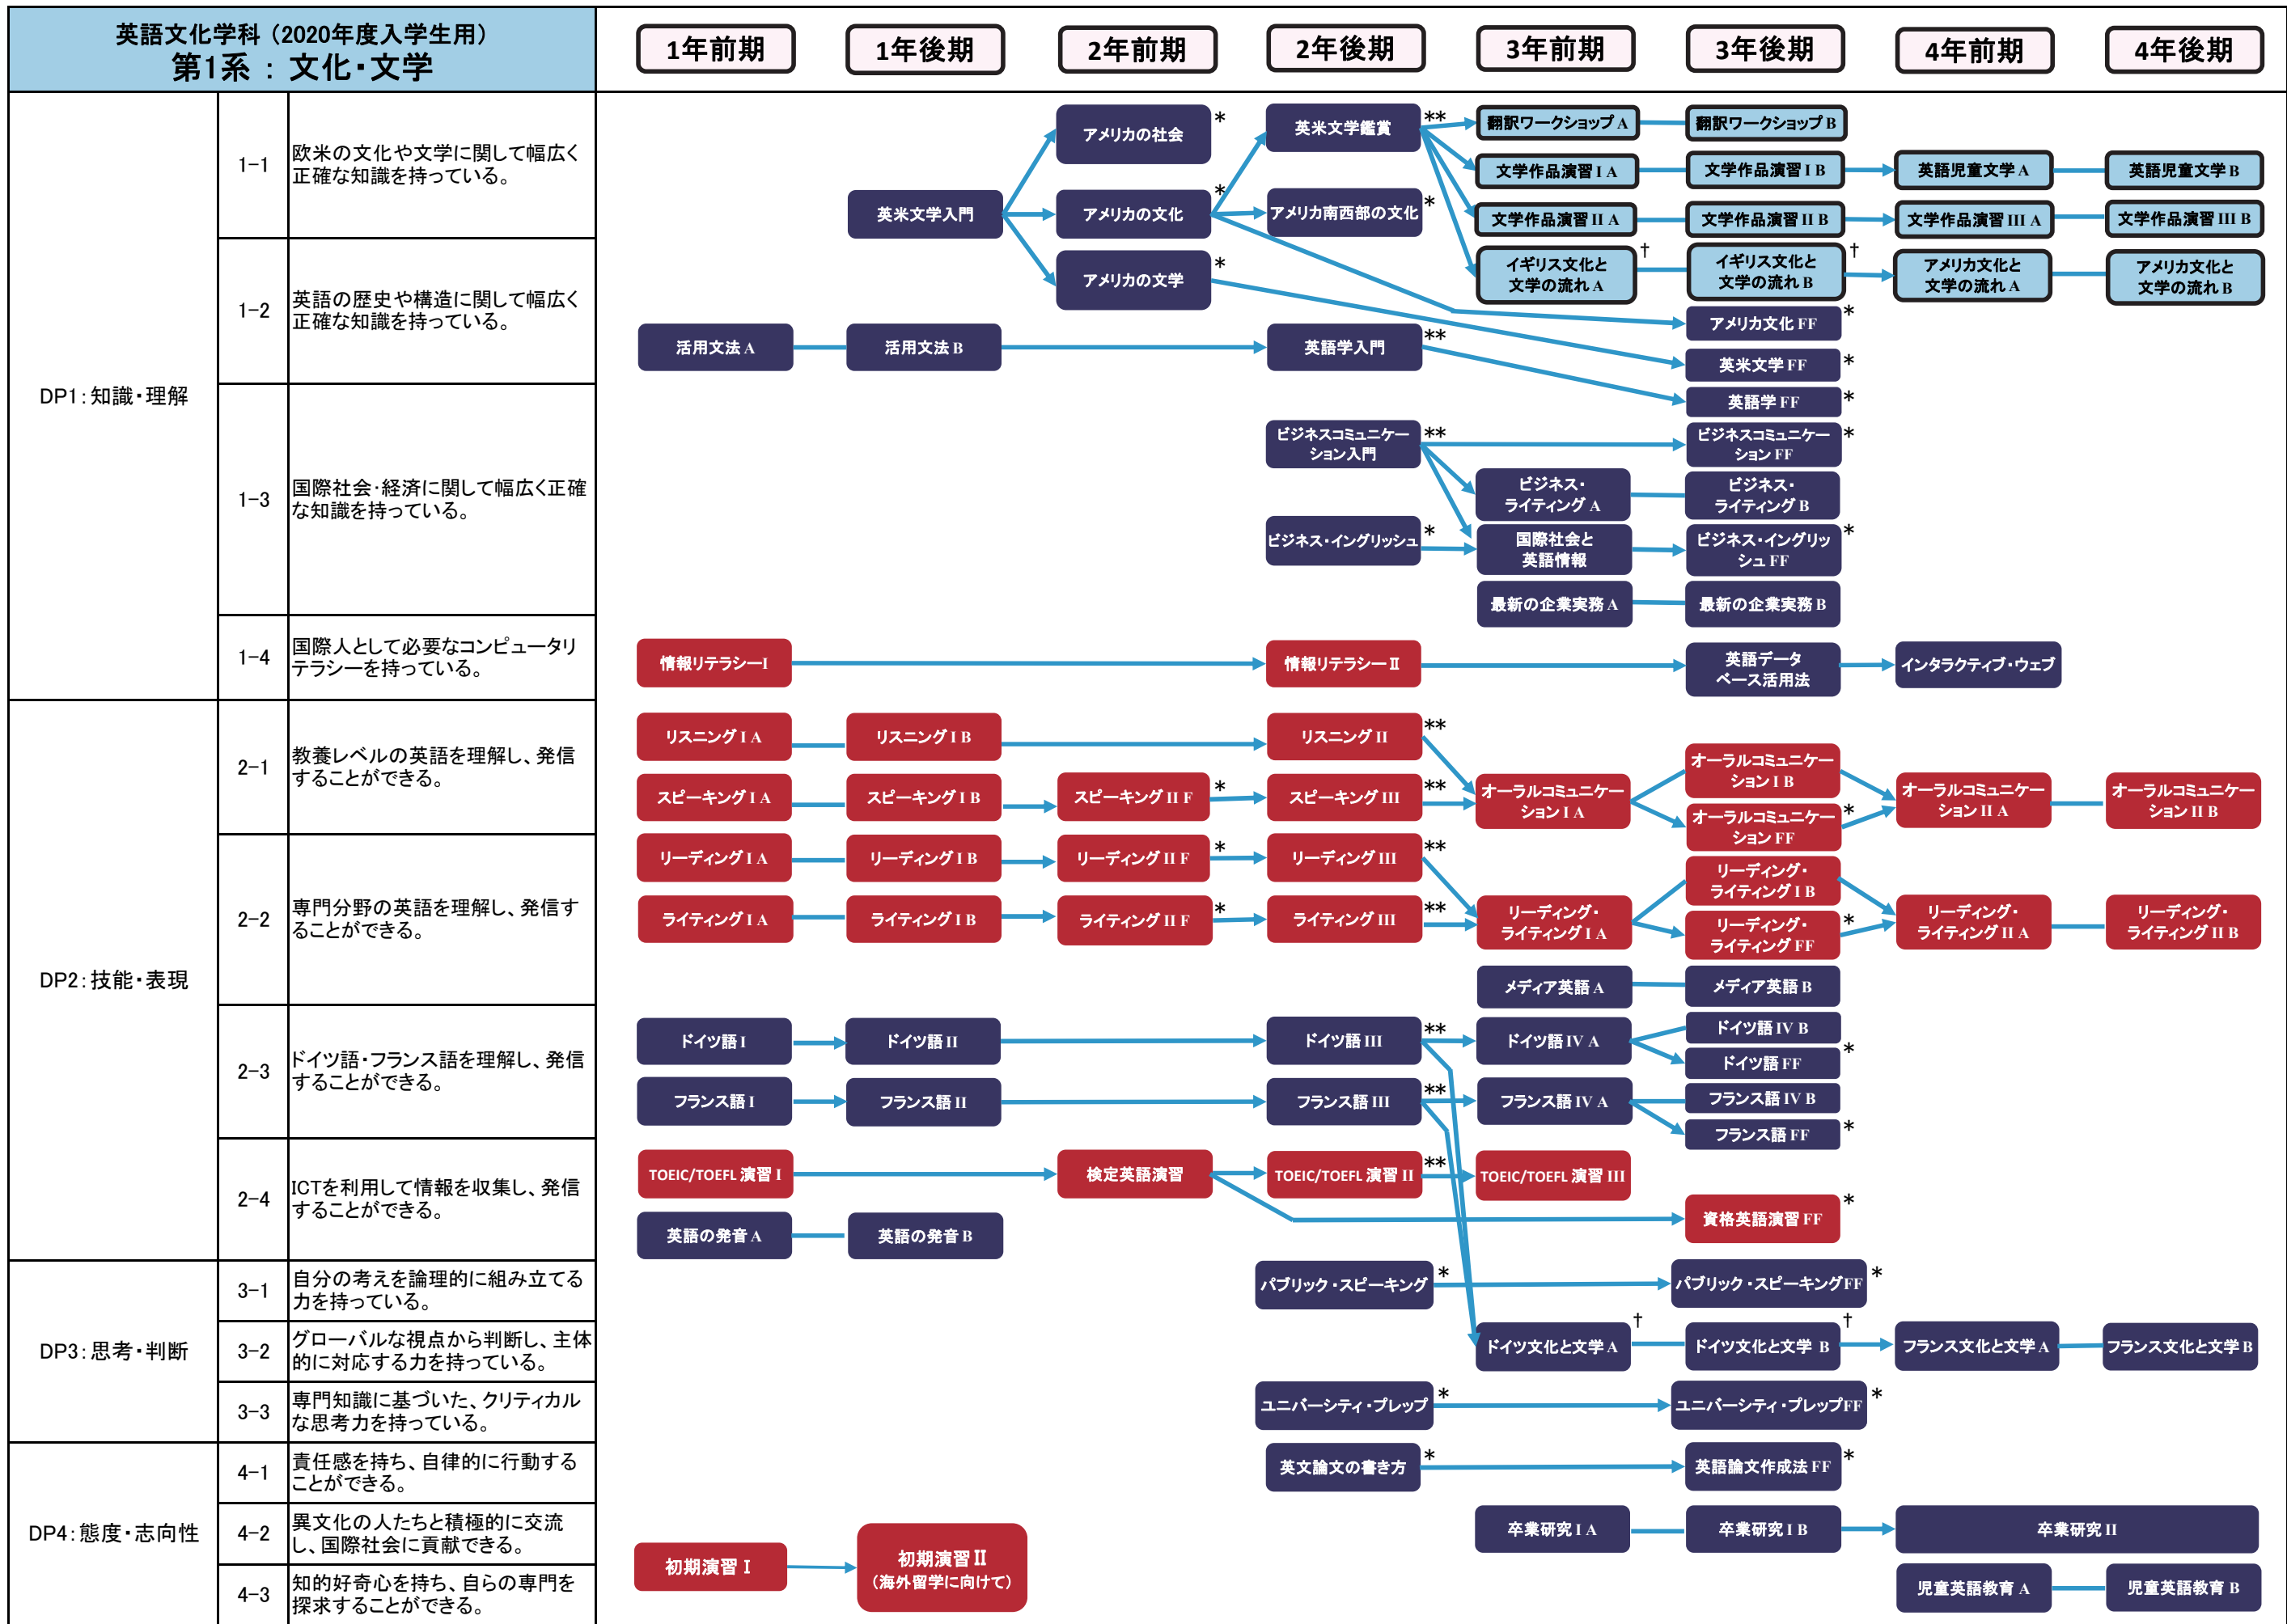 英語文化学科（2020年度入学生用）
第1系 ： 文化・文学
1年前期
1年後期
2年前期
2年後期
3年前期
3年後期
4年前期
4年後期
DP1：知識・理解
1-1
欧米の文化や文学に関して幅広く
正確な知識を持っている。
1-2
英語の歴史や構造に関して幅広く
正確な知識を持っている。
1-3
国際社会・経済に関して幅広く正確
な知識を持っている。
1-4
国際人として必要なコンピュータリ
テラシーを持っている。
アメリカの社会
*
英米文学鑑賞
**
翻訳ワークショップ A
翻訳ワークショップ B
文学作品演習 I A
文学作品演習 I B
英語児童文学 A
英語児童文学 B
英米文学入門
アメリカの文化
*
アメリカ南西部の文化
*
文学作品演習 II A
文学作品演習 II B
文学作品演習 III A
文学作品演習 III B
アメリカの文学
*
イギリス文化と
文学の流れ A
†
イギリス文化と
文学の流れ B
†
アメリカ文化と
文学の流れ A
アメリカ文化と
文学の流れ B
アメリカ文化 FF
*
活用文法 A
活用文法 B
英語学入門
**
英米文学 FF
*
英語学 FF
*
ビジネスコミュニケー
ション入門
**
ビジネスコミュニケー
ション FF
*
ビジネス・
ライティング A
ビジネス・
ライティング B
ビジネス・イングリッシュ
*
国際社会と
英語情報
ビジネス・イングリッ
シュ FF
*
最新の企業実務 A
最新の企業実務 B
情報リテラシーI
情報リテラシーⅡ
英語データ
ベース活用法
インタラクティブ・ウェブ
DP2：技能・表現
2-1
教養レベルの英語を理解し、発信
することができる。
2-2
専門分野の英語を理解し、発信す
ることができる。
2-3
ドイツ語・フランス語を理解し、発信
することができる。
2-4
ICTを利用して情報を収集し、発信
することができる。
リスニング I A
リスニング I B
リスニング II
**
スピーキング I A
スピーキング I B
スピーキング II F
*
スピーキング III
**
オーラルコミュニケー
ション I A
オーラルコミュニケー
ション I B
オーラルコミュニケー
ション FF
*
オーラルコミュニケー
ション II A
オーラルコミュニケー
ション II B
リーディング I A
リーディング I B
リーディング II F
*
リーディング III
**
ライティング I A
ライティング I B
ライティング II F
*
ライティング III
**
リーディング・
ライティング I A
リーディング・
ライティング I B
リーディング・
ライティング FF
*
リーディング・
ライティング II A
リーディング・
ライティング II B
メディア英語 A
メディア英語 B
ドイツ語 I
ドイツ語 II
ドイツ語 III
**
ドイツ語 IV A
ドイツ語 IV B
ドイツ語 FF
*
フランス語 I
フランス語 II
フランス語 III
**
フランス語 IV A
フランス語 IV B
フランス語 FF
*
TOEIC/TOEFL 演習 I
検定英語演習
TOEIC/TOEFL 演習 II
**
TOEIC/TOEFL 演習 III
資格英語演習 FF
*
英語の発音 A
英語の発音 B
DP3：思考・判断
3-1
自分の考えを論理的に組み立てる
力を持っている。
3-2
グローバルな視点から判断し、主体
的に対応する力を持っている。
3-3
専門知識に基づいた、クリティカル
な思考力を持っている。
パブリック・スピーキング
*
パブリック・スピーキングFF
*
ドイツ文化と文学 A
†
ドイツ文化と文学 B
†
フランス文化と文学 A
フランス文化と文学 B
ユニバーシティ・プレップ
*
ユニバーシティ・プレップFF
*
DP4：態度・志向性
4-1
責任感を持ち、自律的に行動する
ことができる。
4-2
異文化の人たちと積極的に交流
し、国際社会に貢献できる。
4-3
知的好奇心を持ち、自らの専門を
探求することができる。
英文論文の書き方
*
英語論文作成法 FF
*
卒業研究 I A
卒業研究 I B
卒業研究 II
初期演習 Ⅰ
初期演習 Ⅱ
（海外留学に向けて）
児童英語教育 A
児童英語教育 B